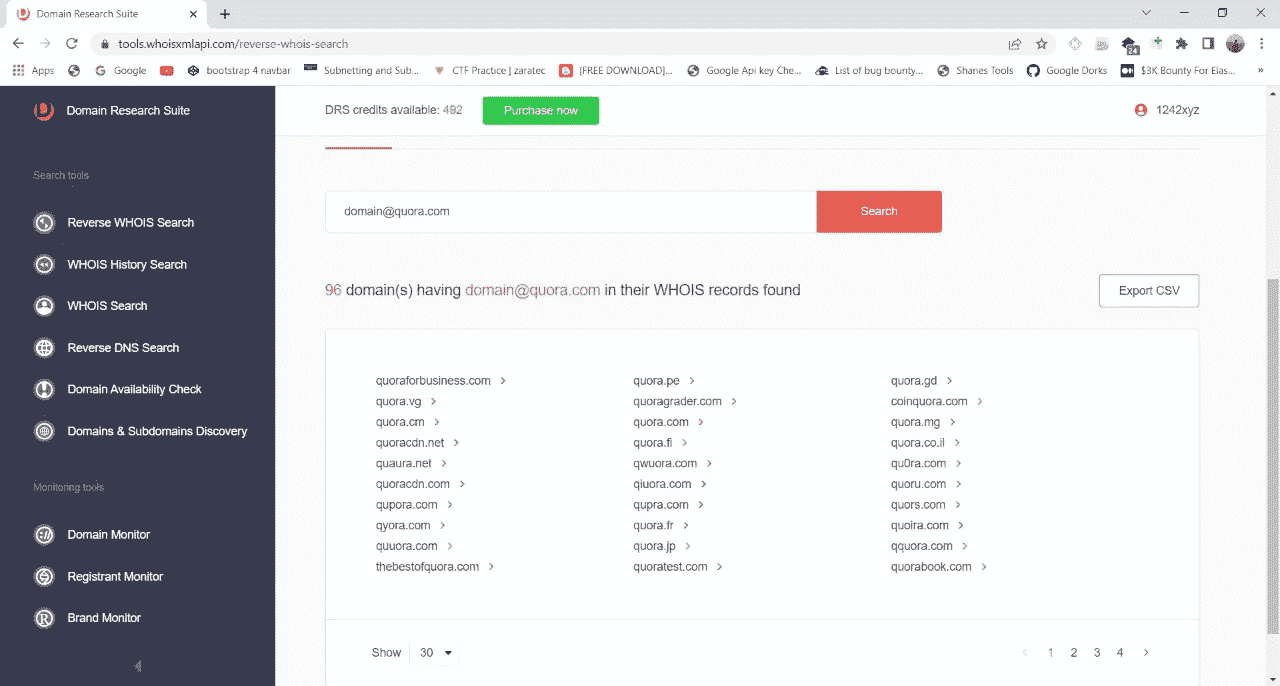 Domain Research Suite
tools.whoisxmlapi.com/reverse-whois-search
24
Apps Google bootstrap 4 navbar Subnetting and Sub... CTF Practice | zaratec [FREE DOWNLOAD]... Google Api key Che... List of bug bounty... Shanes Tools Google Dorks $3K Bounty For Elas... »
Domain Research Suite
DRS credits available: 492 Purchase now 1242xyz
Search tools
Reverse WHOIS Search
WHOIS History Search
WHOIS Search
Reverse DNS Search
Domain Availability Check
Domains & Subdomains Discovery
Monitoring tools
Domain Monitor
Registrant Monitor
Brand Monitor
domain@quora.com Search
96 domain(s) having domain@quora.com in their WHOIS records found Export CSV
quoraforbusiness.com quora.pe quora.gd
quora.vg quoragrader.com coinquora.com
quora.cm quora.com quora.mg
quoracdn.net quora.fi quora.co.il
quaura.net qwuora.com qu0ra.com
quoracdn.com qiuora.com quoru.com
qupora.com qupra.com quors.com
qyora.com quora.fr quoira.com
quuora.com quora.jp qquora.com
thebestofquora.com quoratest.com quorabook.com
Show 30 1 2 3 4